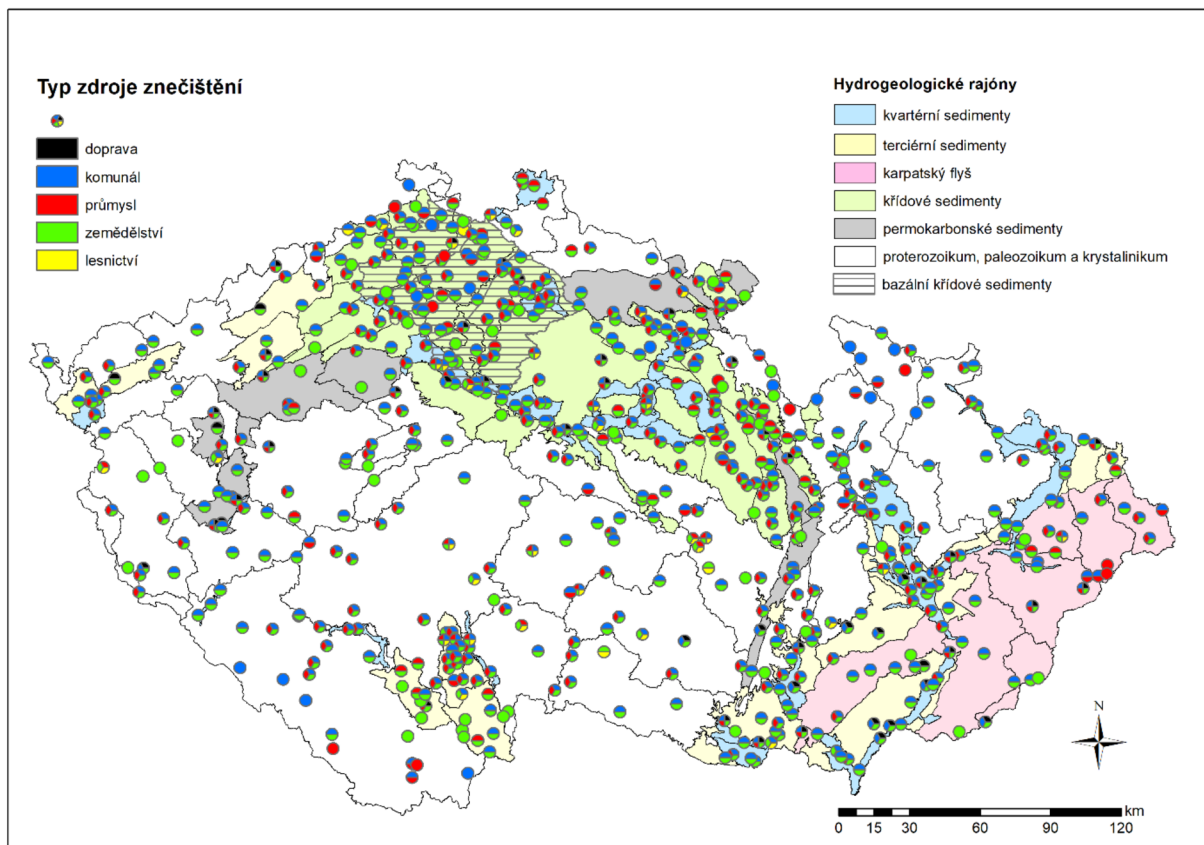 Typ zdroje znečištění
doprava
komunál
průmysl
zemědělství
lesnictví
Hydrogeologické rajóny
kvartérní sedimenty
terciérní sedimenty
karpatský flyš
křídové sedimenty
permokarbonské sedimenty
proterozoikum, paleozoikum a krystalinikum
bazální křídové sedimenty
N
km
0 15 30 60 90 120